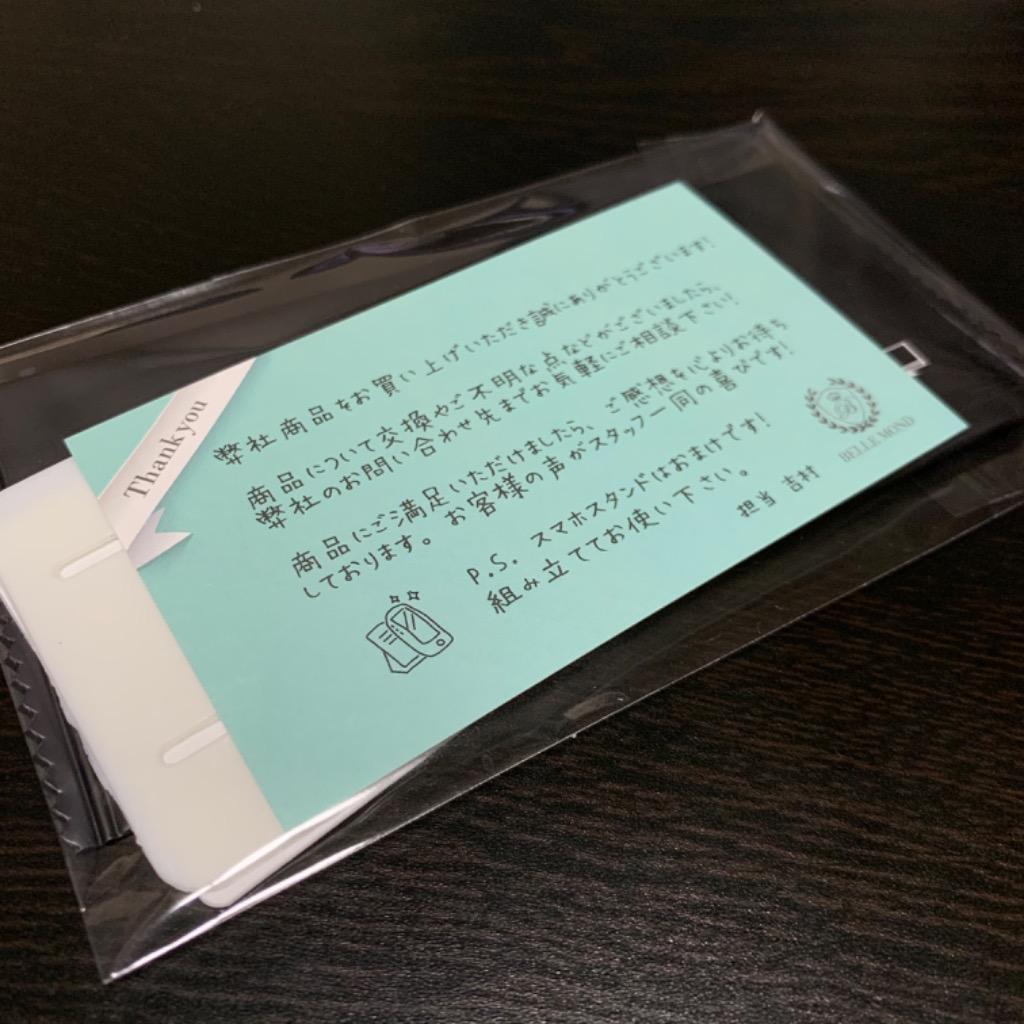 Thankyou
弊社商品をお買い上げいただき誠にありがとうございます!
商品について交換やご不明な点などがございましたら、
弊社のお問い合わせ先までお気軽にご相談下さい!
商品にご満足いただけましたら、ご感想を心よりお待ち
しております。お客様の声がスタッフ一同の喜びです!
P.S. スマホスタンドはおまけです!
組み立ててお使い下さい。
担当 吉村
BELLEMOND